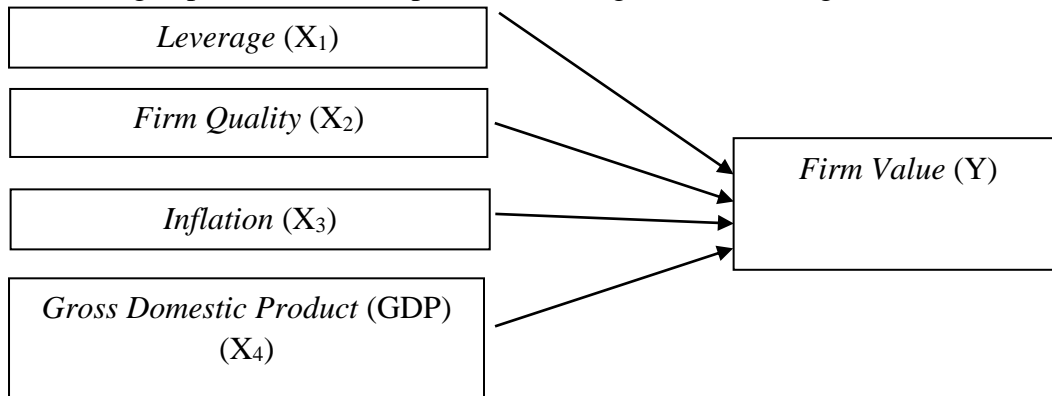 Leverage (X₁)
Firm Quality (X₂)
Firm Value (Y)
Inflation (X₃)
Gross Domestic Product (GDP)
(X₄)